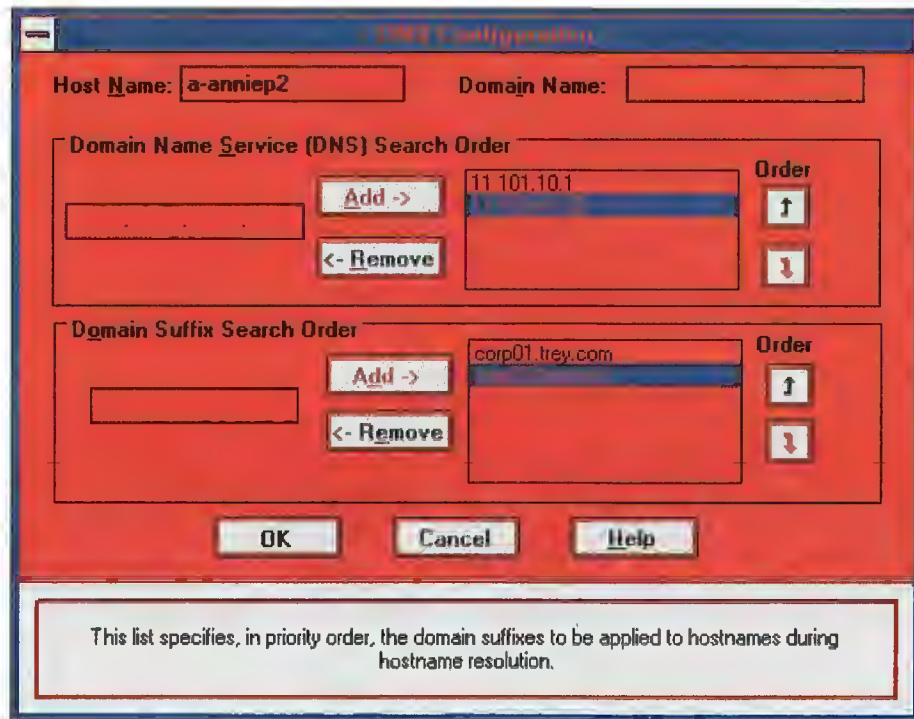 DNS Configuration
Host Name: a-anniep2 Domain Name:
Domain Name Service (DNS) Search Order
Add ->
<- Remove
11 101.10.1
Order
Domain Suffix Search Order
Add ->
<- Remove
corp01.trey.com
Order
OK Cancel Help
This list specifies, in priority order, the domain suffixes to be applied to hostnames during
hostname resolution.